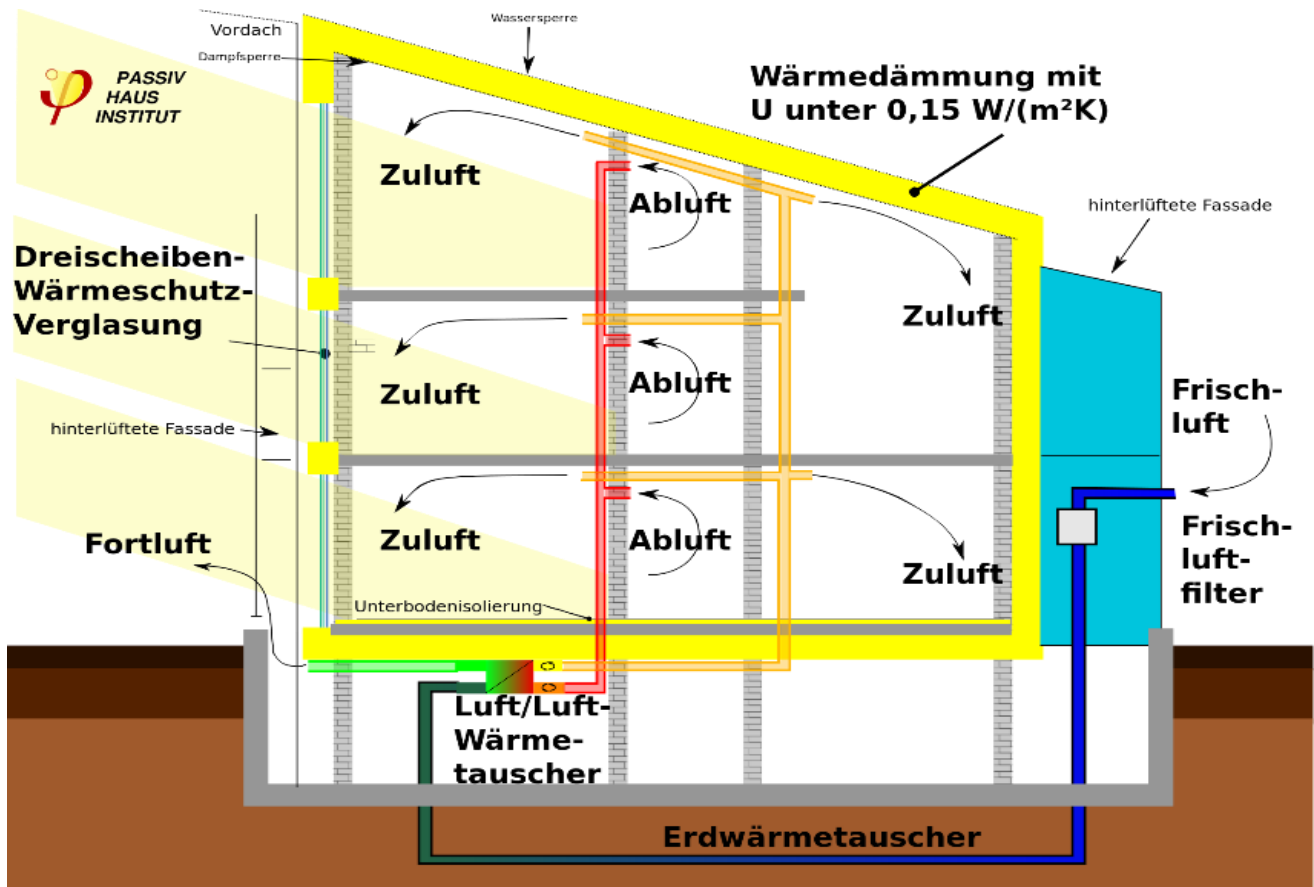 Vordach
Wassersperre
Dampfsperre
PASSIV
HAUS
INSTITUT
Wärmedämmung mit
U unter 0,15 W/(m²K)
Zuluft
Abluft
hinterlüftete Fassade
Dreischeiben-
Wärmeschutz-
Verglasung
Zuluft
Zuluft
Abluft
Frisch-
luft
hinterlüftete Fassade
Fortluft
Zuluft
Abluft
Zuluft
Frisch-
luft-
filter
Unterbodenisolierung
Luft/Luft-
Wärme-
tauscher
Erdwärmetauscher